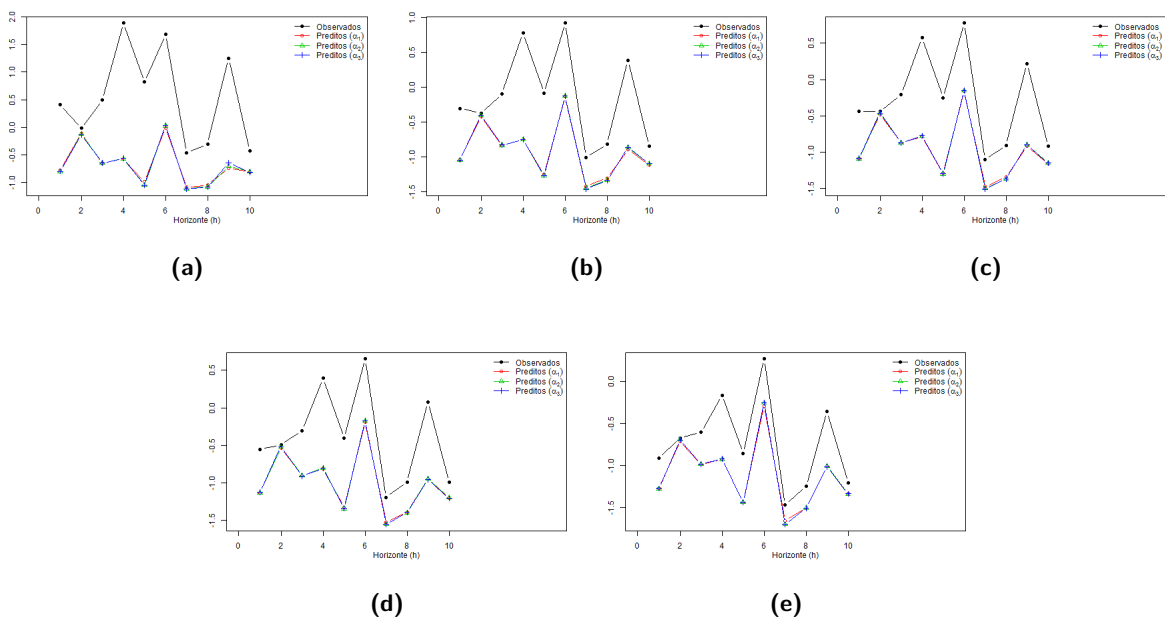 Observados
Preditos (α₁)
Preditos (α₂)
Preditos (α₃)
2.0
1.5
1.0
0.5
0.0
-0.5
-1.0
0 2 4 6 8 10
Horizonte (h)
(a)
Observados
Preditos (α₁)
Preditos (α₂)
Preditos (α₃)
1.0
0.5
0.0
-0.5
-1.0
-1.5
0 2 4 6 8 10
Horizonte (h)
(b)
Observados
Preditos (α₁)
Preditos (α₂)
Preditos (α₃)
0.5
0.0
-0.5
-1.0
-1.5
0 2 4 6 8 10
Horizonte (h)
(c)
Observados
Preditos (α₁)
Preditos (α₂)
Preditos (α₃)
0.5
0.0
-0.5
-1.0
-1.5
0 2 4 6 8 10
Horizonte (h)
(d)
Observados
Preditos (α₁)
Preditos (α₂)
Preditos (α₃)
0.0
-0.5
-1.0
-1.5
0 2 4 6 8 10
Horizonte (h)
(e)